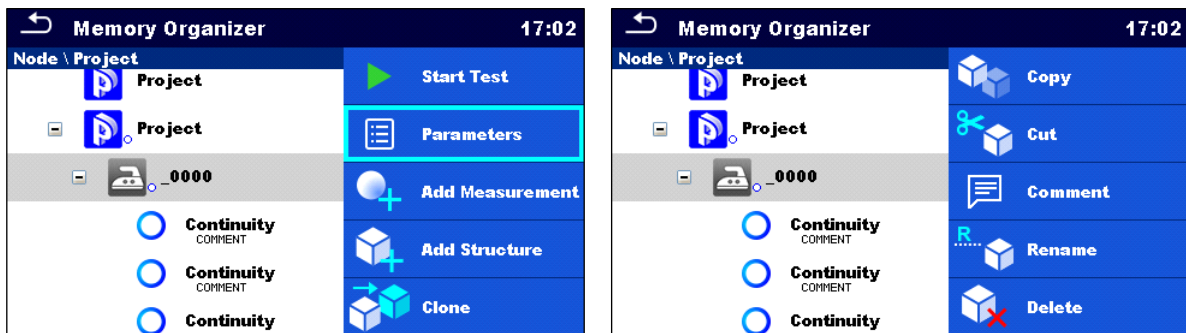 Memory Organizer 17:02
Node \ Project
Project
Project
_0000
Continuity
COMMENT
Continuity
COMMENT
Continuity
Start Test
Parameters
Add Measurement
Add Structure
Clone
Memory Organizer 17:02
Node \ Project
Project
Project
_0000
Continuity
COMMENT
Continuity
COMMENT
Continuity
Copy
Cut
Comment
R
Rename
Delete